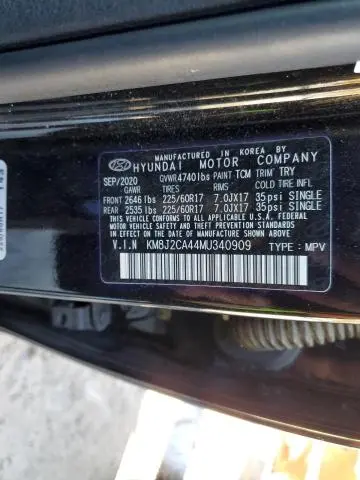 MANUFACTURED IN KOREA BY
HYUNDAI MOTOR COMPANY
SEP/2020 GVWR 4740 lbs PAINT TCM TRIM TRY
GAWR TIRES RIMS COLD TIRE INFL
FRONT 2646 lbs 225/60R17 7.0JX17 35psi SINGLE
REAR 2535 lbs 225/60R17 7.0JX17 35psi SINGLE
THIS VEHICLE CONFORMS TO ALL APPLICABLE
FEDERAL MOTOR VEHICLE SAFETY AND
THEFT PREVENTION STANDARDS IN EFFECT ON
THE DATE OF MANUFACTURE SHOWN ABOVE.
V.I.N KM8J2CA44MU340909 TYPE : MPV